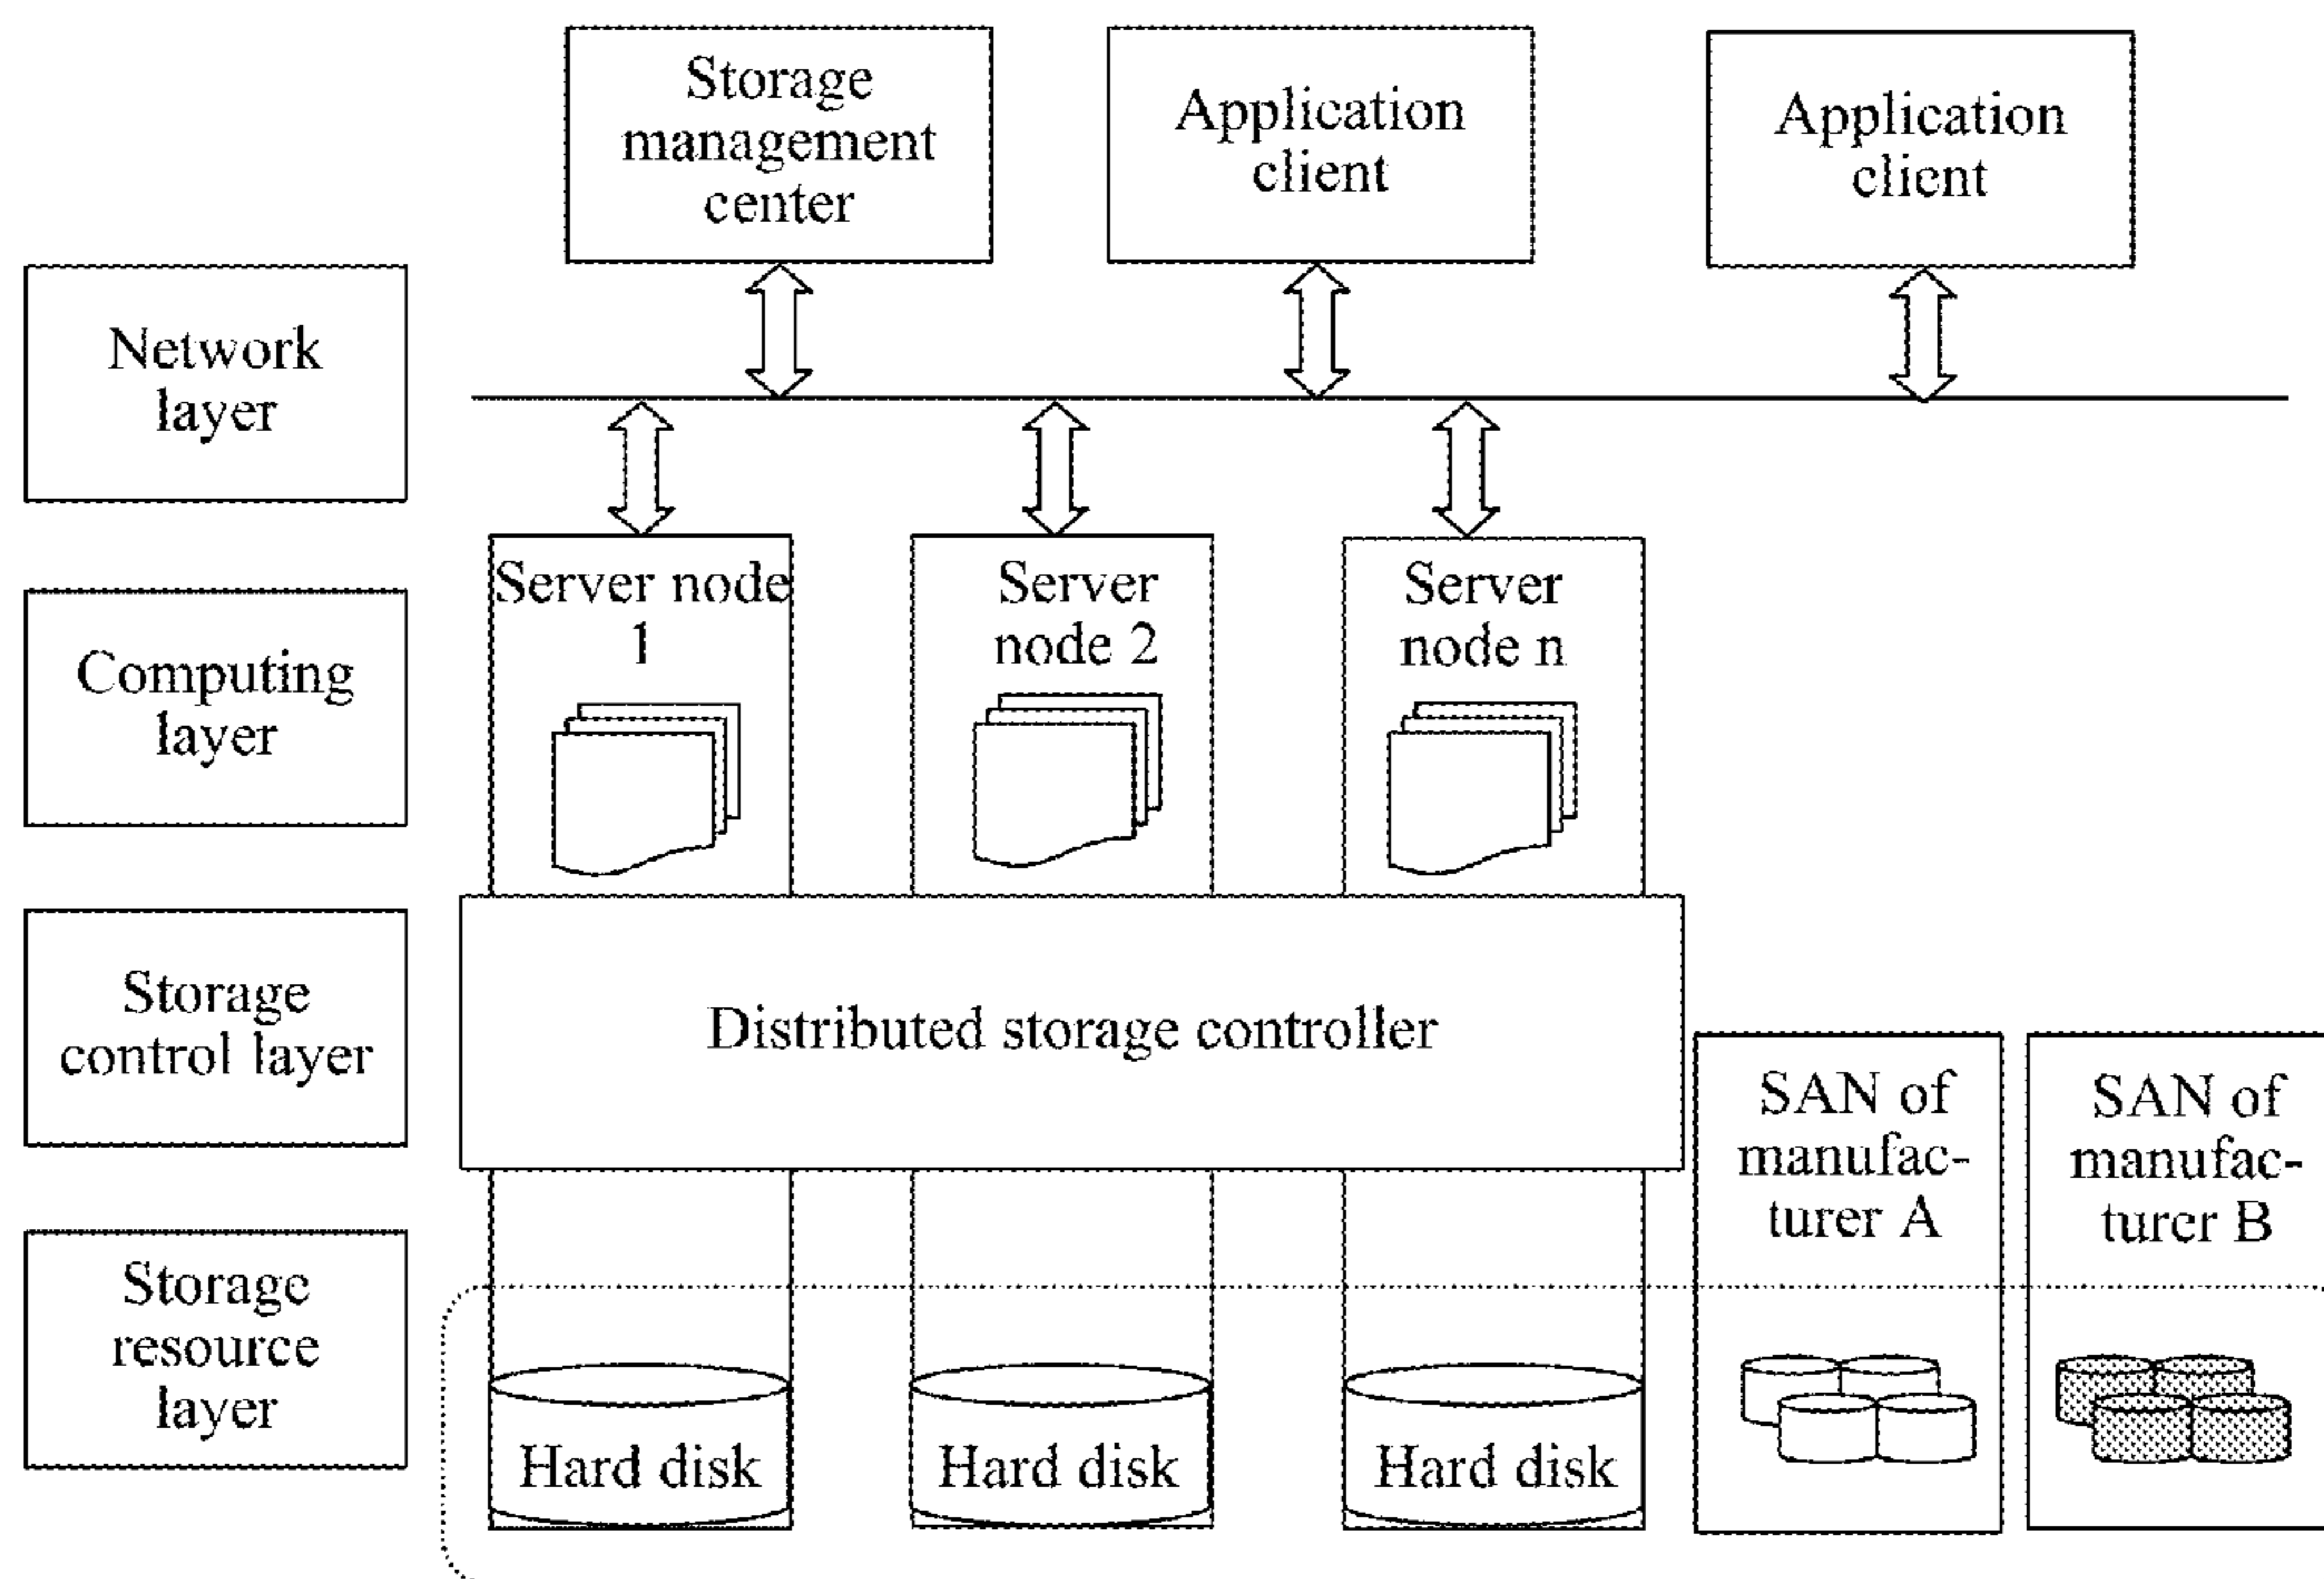 Storage
management
center
Application
client
Application
client
Network
layer
Server node
1
Server
node 2
Server
node n
Computing
layer
Storage
control layer
Distributed storage controller
SAN of
manufac-
turer A
SAN of
manufac-
turer B
Storage
resource
layer
Hard disk
Hard disk
Hard disk